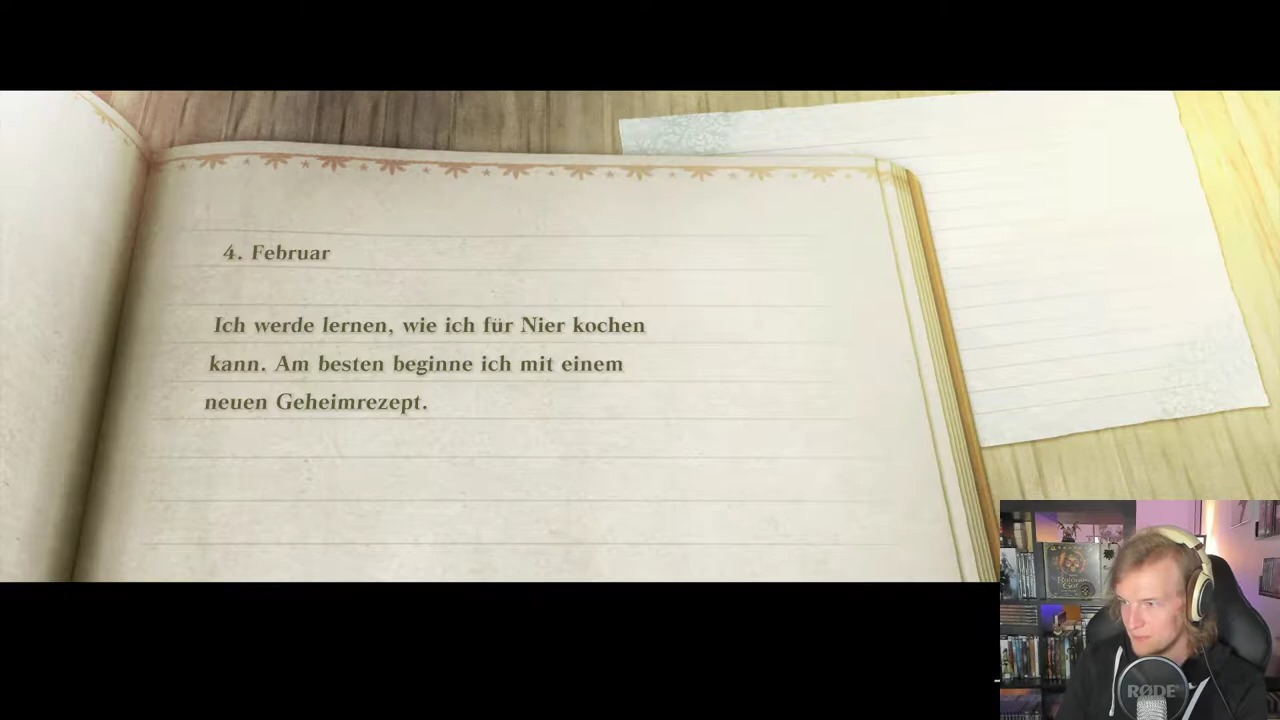 4. Februar
Ich werde lernen, wie ich für Nier kochen
kann. Am besten beginne ich mit einem
neuen Geheimrezept.
RØDE